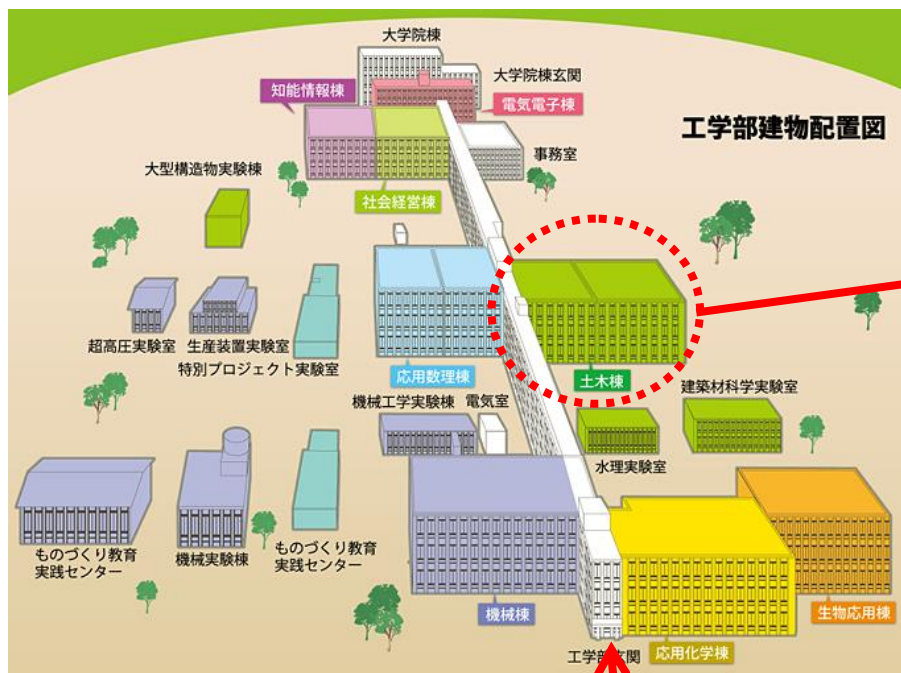 大学院棟
大学院棟玄関
知能情報棟
電気電子棟
工学部建物配置図
事務室
大型構造物実験棟
社会経営棟
超高圧実験室
生産装置実験室
特別プロジェクト実験室
応用数理棟
土木棟
建築材科学実験室
機械工学実験棟
電気室
水理実験室
ものづくり教育
実践センター
機械実験棟
ものづくり教育
実践センター
機械棟
生物応用棟
工学部玄関
応用化学棟